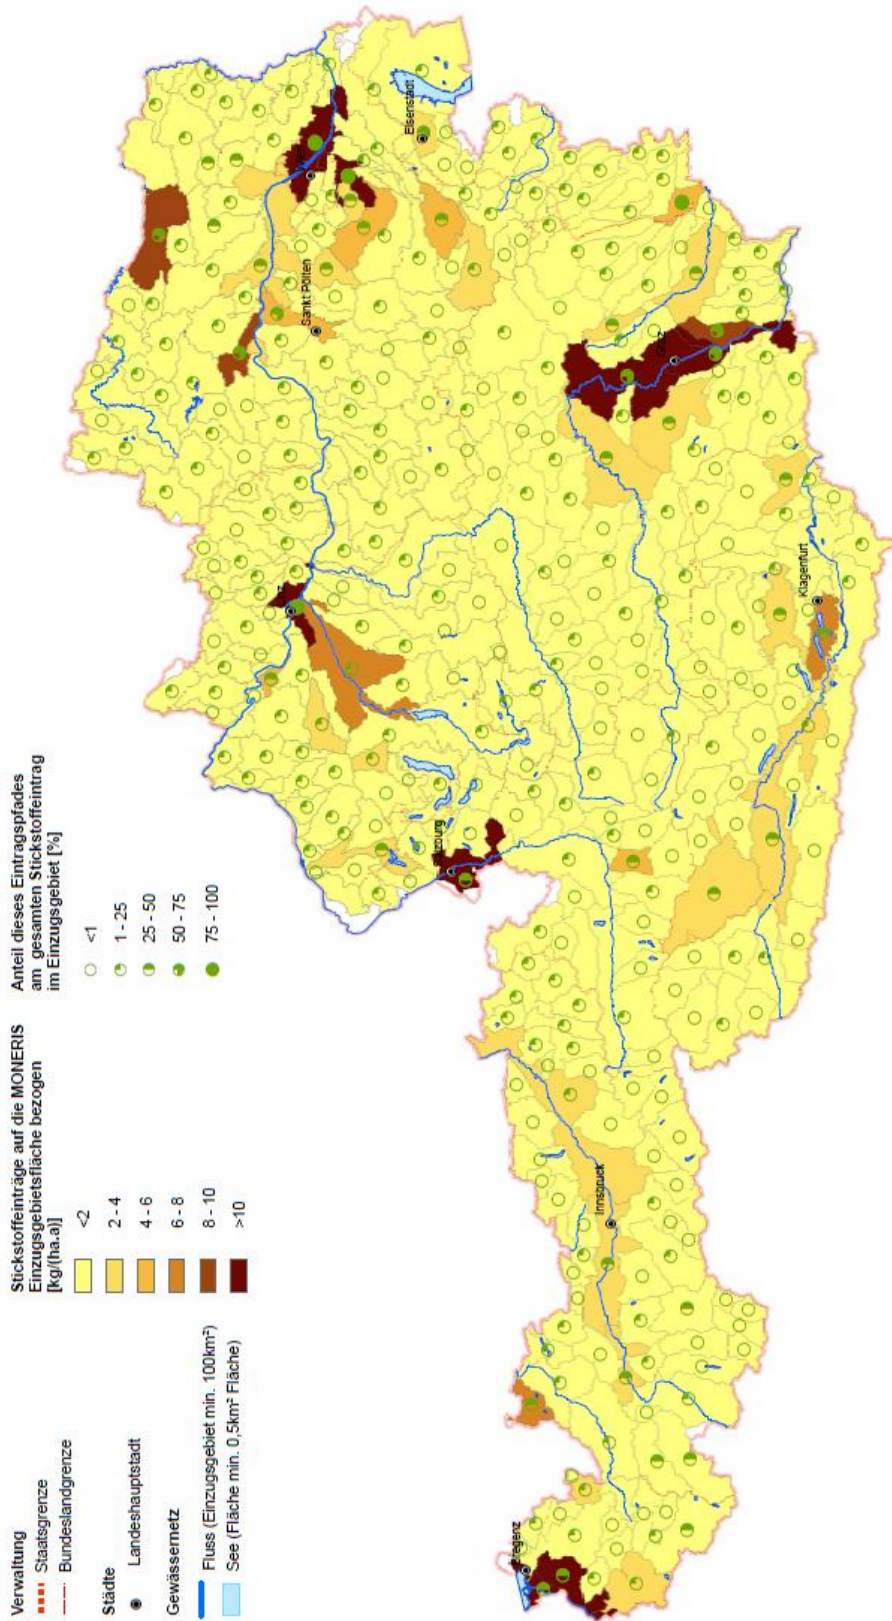 Verwaltung
Staatsgrenze
Bundeslandgrenze
Städte
Landeshauptstadt
Gewässernetz
Fluss (Einzugsgebiet min. 100km²)
See (Fläche min. 0,5km² Fläche)
Stickstoffeinträge auf die MONERIS
Einzugsgebietsfläche bezogen
[kg/(ha.a)]
<2
2 - 4
4 - 6
6 - 8
8 - 10
>10
Anteil dieses Eintragspfades
am gesamten Stickstoffeintrag
im Einzugsgebiet [%]
<1
1 - 25
25 - 50
50 - 75
75 - 100
Bregenz
Innsbruck
Salzburg
Klagenfurt
Sankt Pölten
Eisenstadt